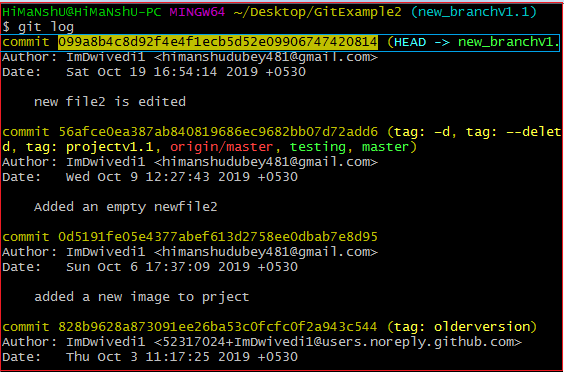 HiMaNShU@HiMaNShU-PC MINGW64 ~/Desktop/GitExample2 (new_branchv1.1)
$ git log
commit 099a8b4c8d92f4e4f1ecb5d52e09906747420814 (HEAD -> new_branchv1.
Author: ImDwivedi1 <himanshudubey481@gmail.com>
Date:   Sat Oct 19 16:54:14 2019 +0530
new file2 is edited
commit 56afce0ea387ab840819686ec9682bb07d72add6 (tag: -d, tag: --delet
d, tag: projectv1.1, origin/master, testing, master)
Author: ImDwivedi1 <himanshudubey481@gmail.com>
Date:   Wed Oct 9 12:27:43 2019 +0530
Added an empty newfile2
commit 0d5191fe05e4377abef613d2758ee0dbab7e8d95
Author: ImDwivedi1 <himanshudubey481@gmail.com>
Date:   Sun Oct 6 17:37:09 2019 +0530
added a new image to prject
commit 828b9628a873091ee26ba53c0fcfc0f2a943c544 (tag: olderversion)
Author: ImDwivedi1 <52317024+ImDwivedi1@users.noreply.github.com>
Date:   Thu Oct 3 11:17:25 2019 +0530